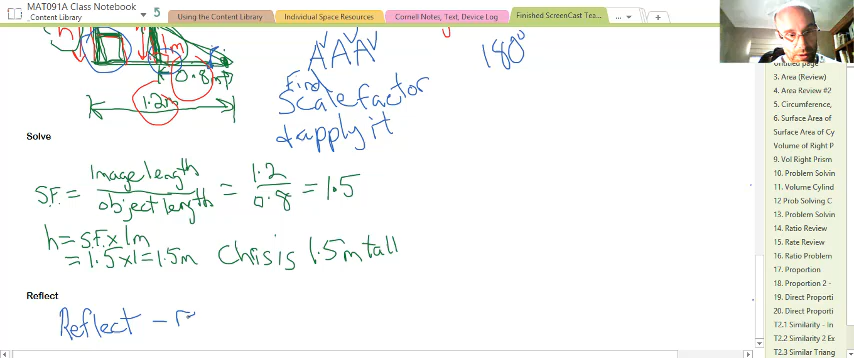 MAT091A Class Notebook
Content Library
Using the Content Library
Individual Space Resources
Cornell Notes, Text, Device Log
Finished ScreenCast Tea...
...
+
h
1m
0.8m
1.2m
AAA
180°
Find
Scale factor
& apply it
Solve
S.F. = Image length / object length = 1.2 / 0.8 = 1.5
h = S.F. x 1m
= 1.5 x 1 = 1.5m Chris is 1.5m tall
Reflect
Reflect –
Untitled page
3. Area (Review)
4. Area Review #2
5. Circumference,
6. Surface Area of
Surface Area of Cy
Volume of Right P
9. Vol Right Prism
10. Problem Solvin
11. Volume Cylind
12 Prob Solving C
13. Problem Solvin
14. Ratio Review
15. Rate Review
16. Ratio Problem
17. Proportion
18. Proportion 2 -
19. Direct Proporti
20. Direct Proporti
T2.1 Similarity - In
T2.2 Similarity 2 Ex
T2.3 Similar Triang